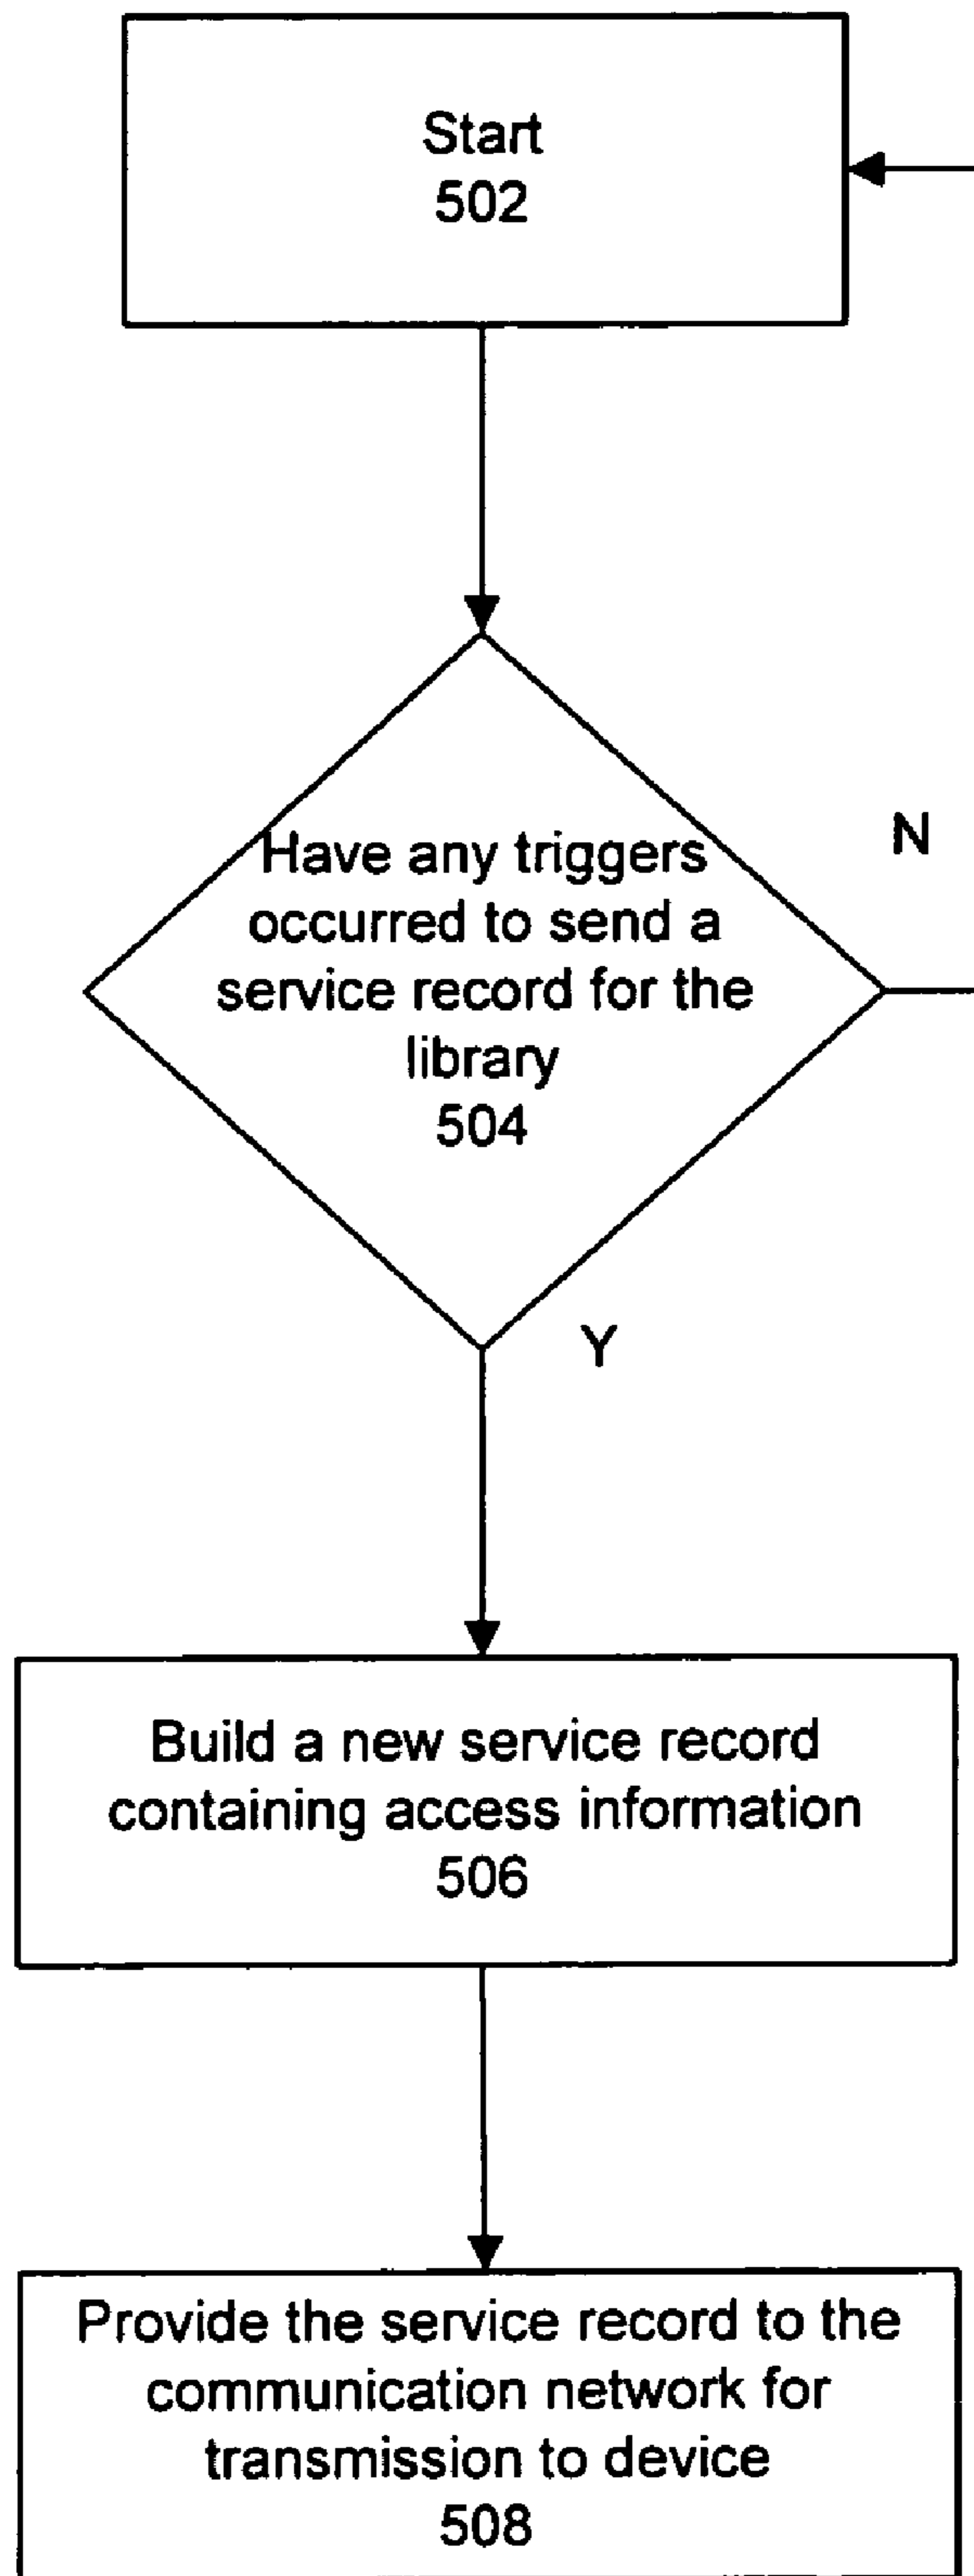 Start
502
Have any triggers
occurred to send a
service record for the
library
504
N
Y
Build a new service record
containing access information
506
Provide the service record to the
communication network for
transmission to device
508